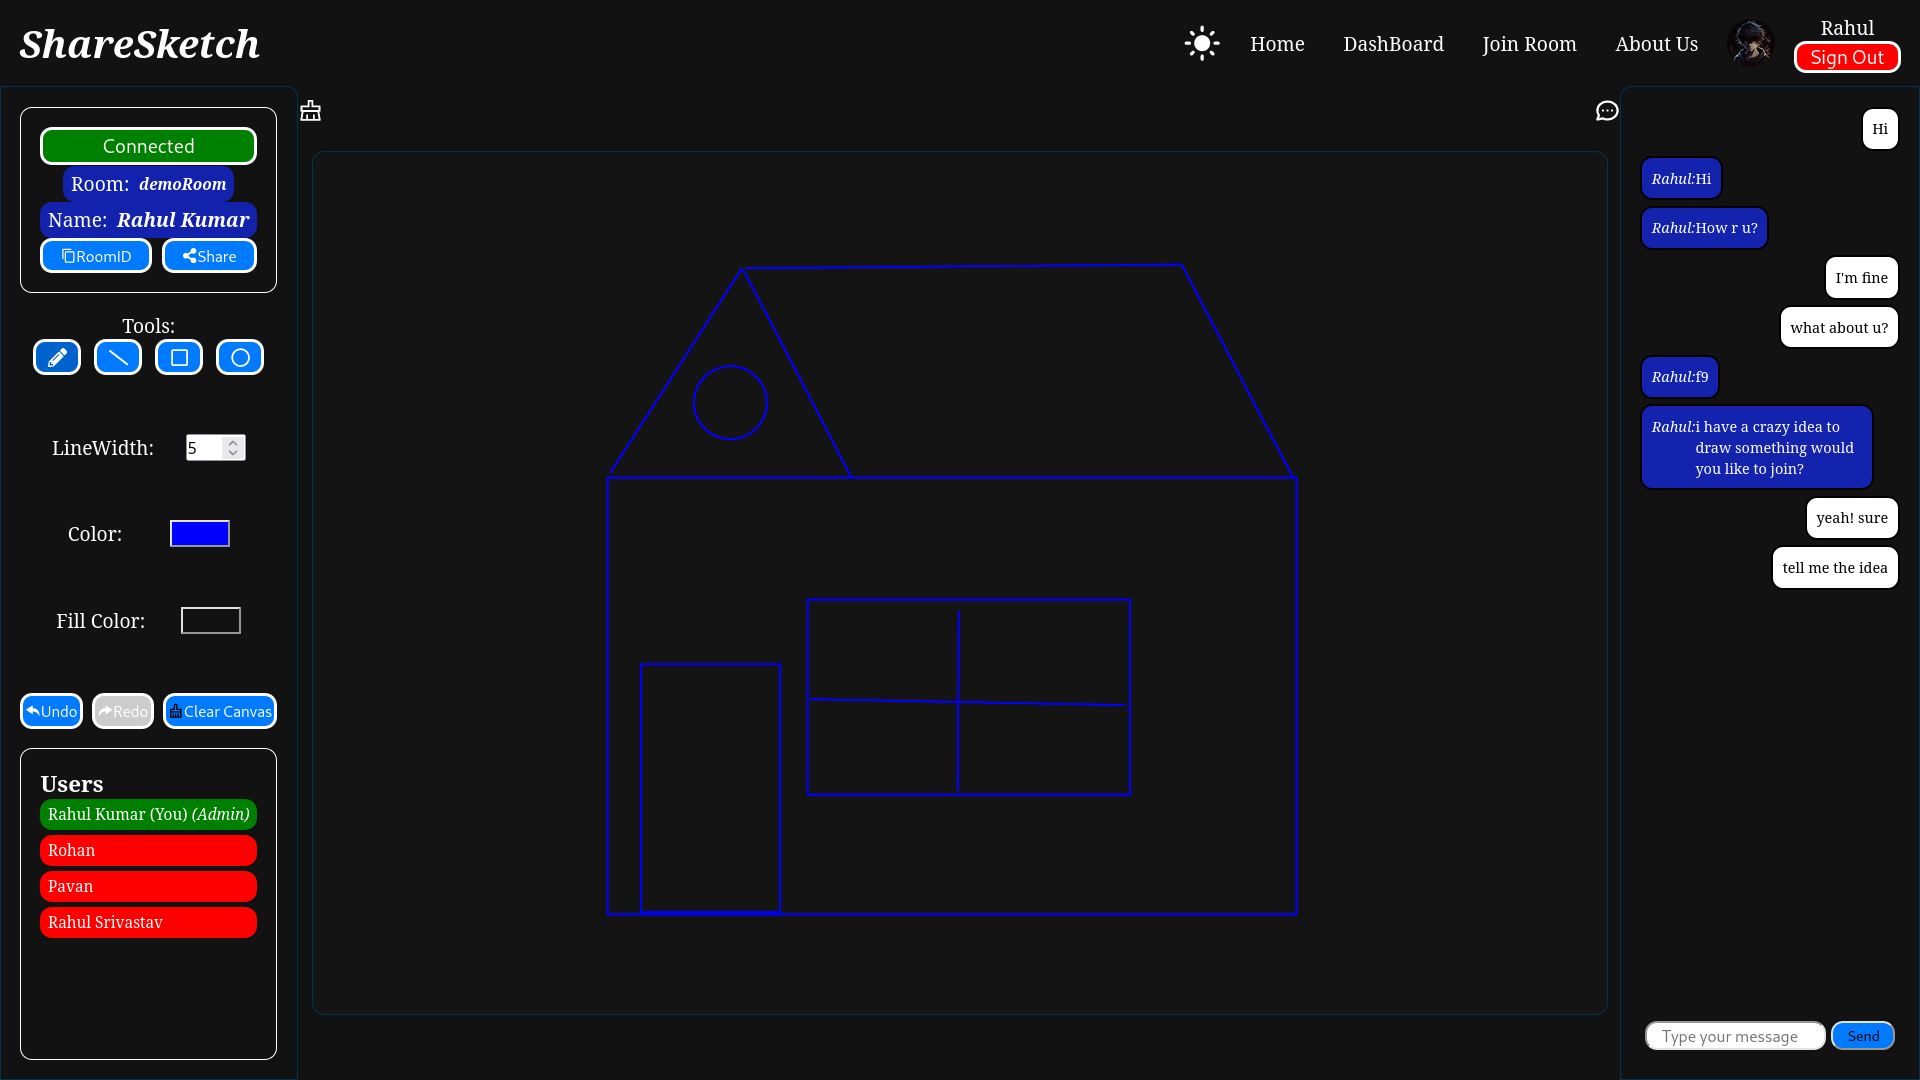 ShareSketch
Home
DashBoard
Join Room
About Us
Rahul
Sign Out
Connected
Room: demoRoom
Name: Rahul Kumar
RoomID
Share
Tools:
LineWidth: 5
Color:
Fill Color:
Undo
Redo
Clear Canvas
Users
Rahul Kumar (You) (Admin)
Rohan
Pavan
Rahul Srivastav
Hi
Rahul:Hi
Rahul:How r u?
I'm fine
what about u?
Rahul:f9
Rahul:i have a crazy idea to
draw something would
you like to join?
yeah! sure
tell me the idea
Type your message
Send